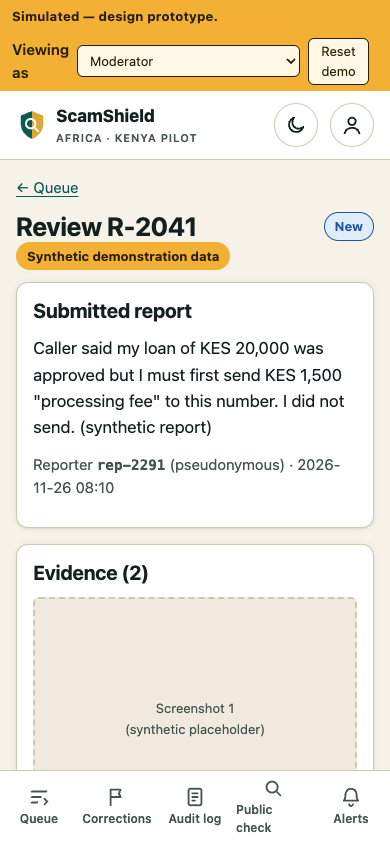 Simulated — design prototype.
Viewing as
Moderator
Reset demo
ScamShield
AFRICA · KENYA PILOT
← Queue
Review R-2041
New
Synthetic demonstration data
Submitted report
Caller said my loan of KES 20,000 was
approved but I must first send KES 1,500
"processing fee" to this number. I did not
send. (synthetic report)
Reporter rep-2291 (pseudonymous) · 2026-
11-26 08:10
Evidence (2)
Screenshot 1
(synthetic placeholder)
Queue
Corrections
Audit log
Public check
Alerts